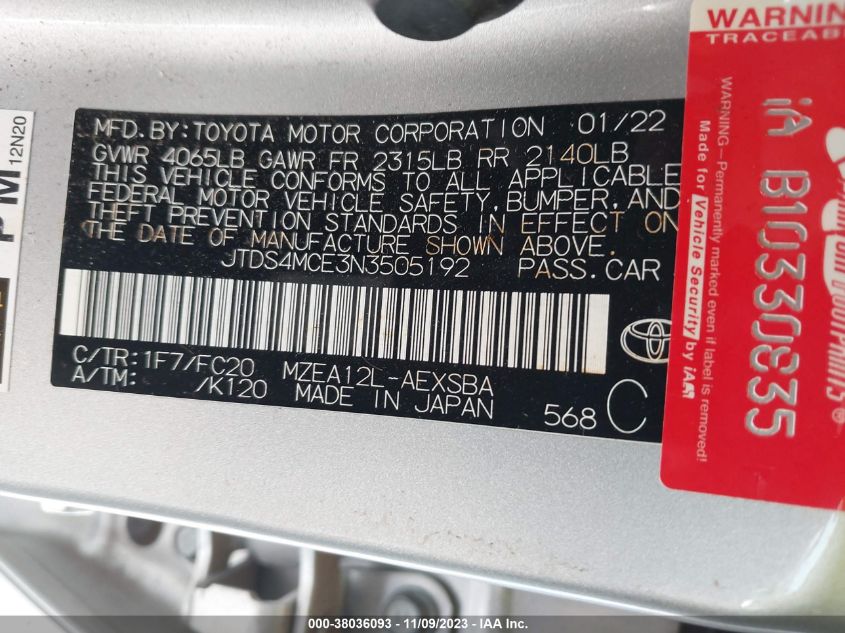 WARNING
TRACEABLE
PM
12N20
MFD. BY: TOYOTA MOTOR CORPORATION 01/22
GVWR 4065LB GAWR FR 2315LB RR 2140LB
THIS VEHICLE CONFORMS TO ALL APPLICABLE
FEDERAL MOTOR VEHICLE SAFETY, BUMPER, AND
THEFT PREVENTION STANDARDS IN EFFECT ON
THE DATE OF MANUFACTURE SHOWN ABOVE.
JTDS4MCE3N3505192 PASS. CAR
C/TR: 1F7/FC20 MZEA12L-AEXSBA
A/TM: /K120 MADE IN JAPAN
568 C
WARNING-Permanently marked even if label is removed!
Made for Vehicle Security by iAA
iA B10330835
000-38036093 — 11/09/2023 — IAA Inc.